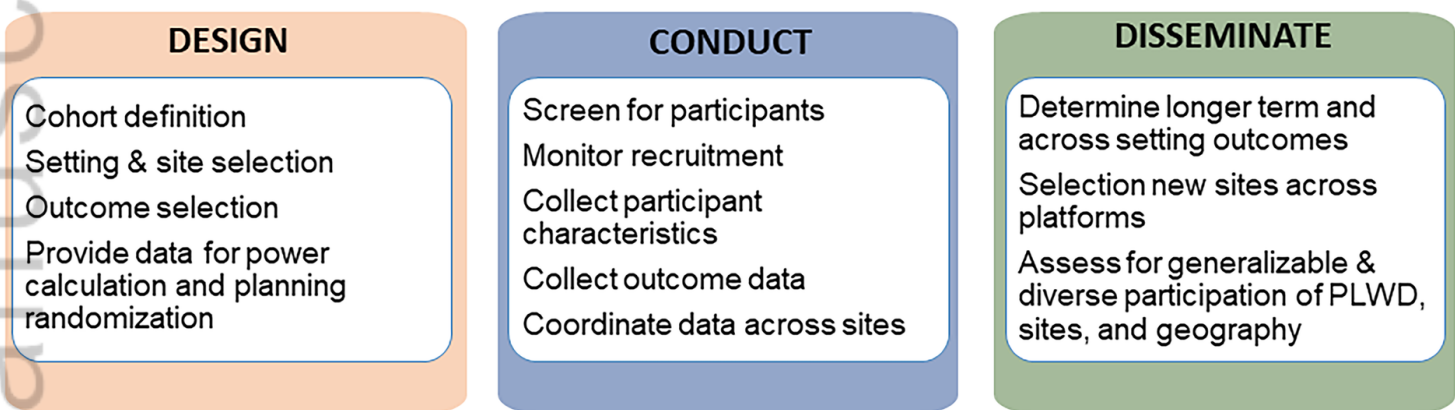 DESIGN
Cohort definition
Setting & site selection
Outcome selection
Provide data for power
calculation and planning
randomization
CONDUCT
Screen for participants
Monitor recruitment
Collect participant
characteristics
Collect outcome data
Coordinate data across sites
DISSEMINATE
Determine longer term and
across setting outcomes
Selection new sites across
platforms
Assess for generalizable &
diverse participation of PLWD,
sites, and geography